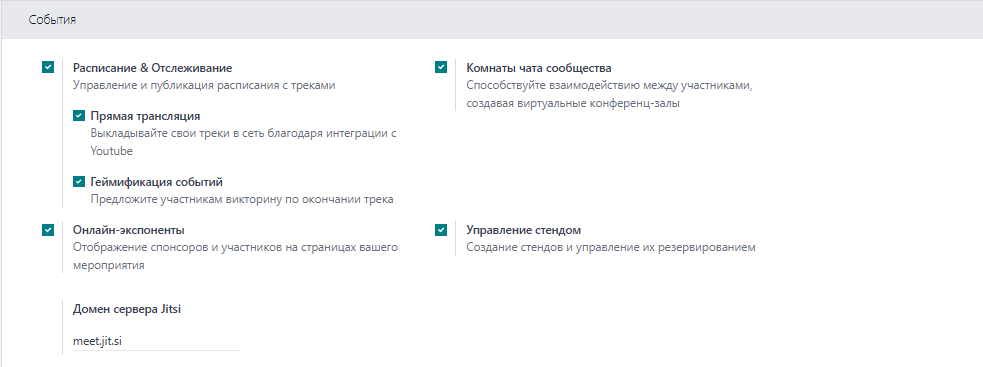 События
Расписание & Отслеживание
Управление и публикация расписания с треками
Прямая трансляция
Выкладывайте свои треки в сеть благодаря интеграции с
Youtube
Геймификация событий
Предложите участникам викторину по окончании трека
Комнаты чата сообщества
Способствуйте взаимодействию между участниками,
создавая виртуальные конференц-залы
Онлайн-экспоненты
Отображение спонсоров и участников на страницах вашего
мероприятия
Управление стендом
Создание стендов и управление их резервированием
Домен сервера Jitsi
meet.jit.si